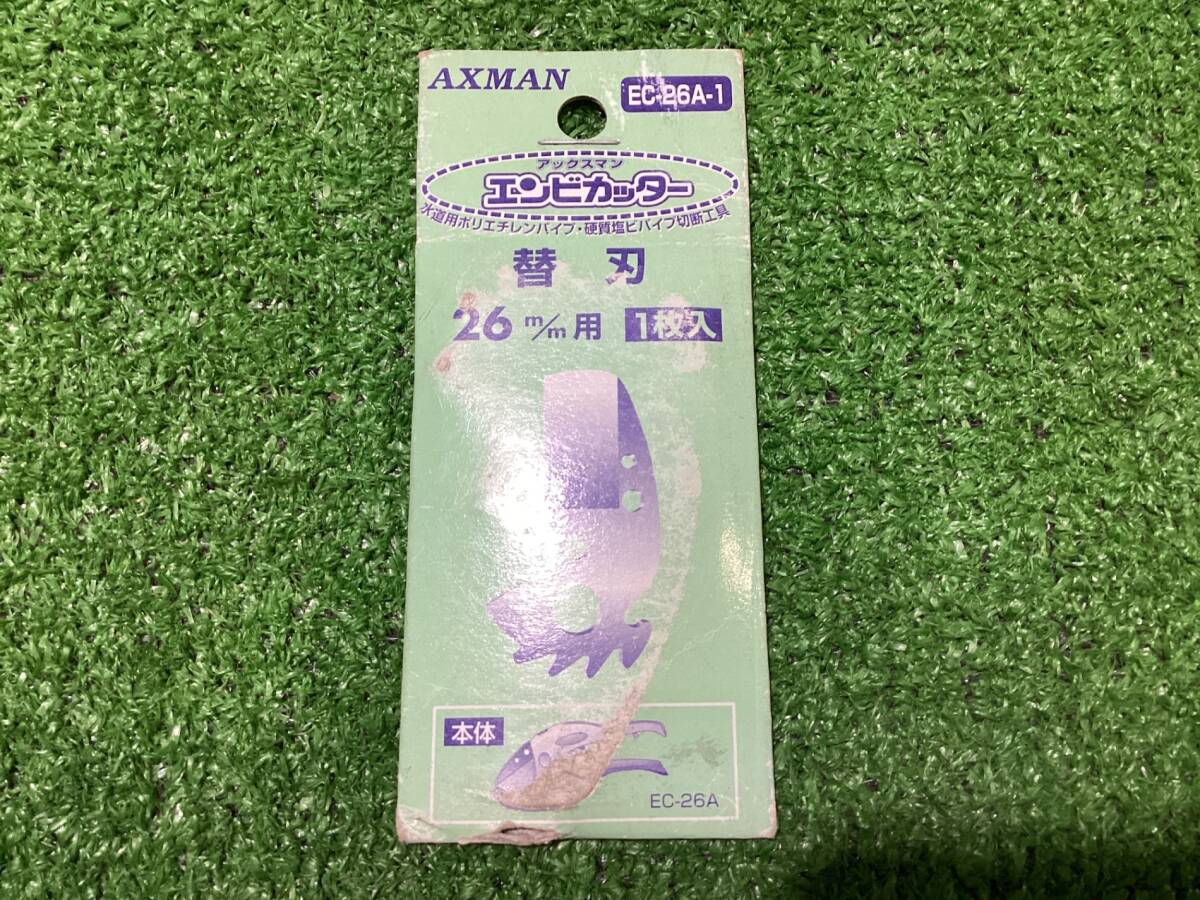 AXMAN
EC-26A-1
アックスマン
エンビカッター
水道用ポリエチレンパイプ・硬質塩ビパイプ切断工具
替刃
26m/m用 1枚入
本体
EC-26A